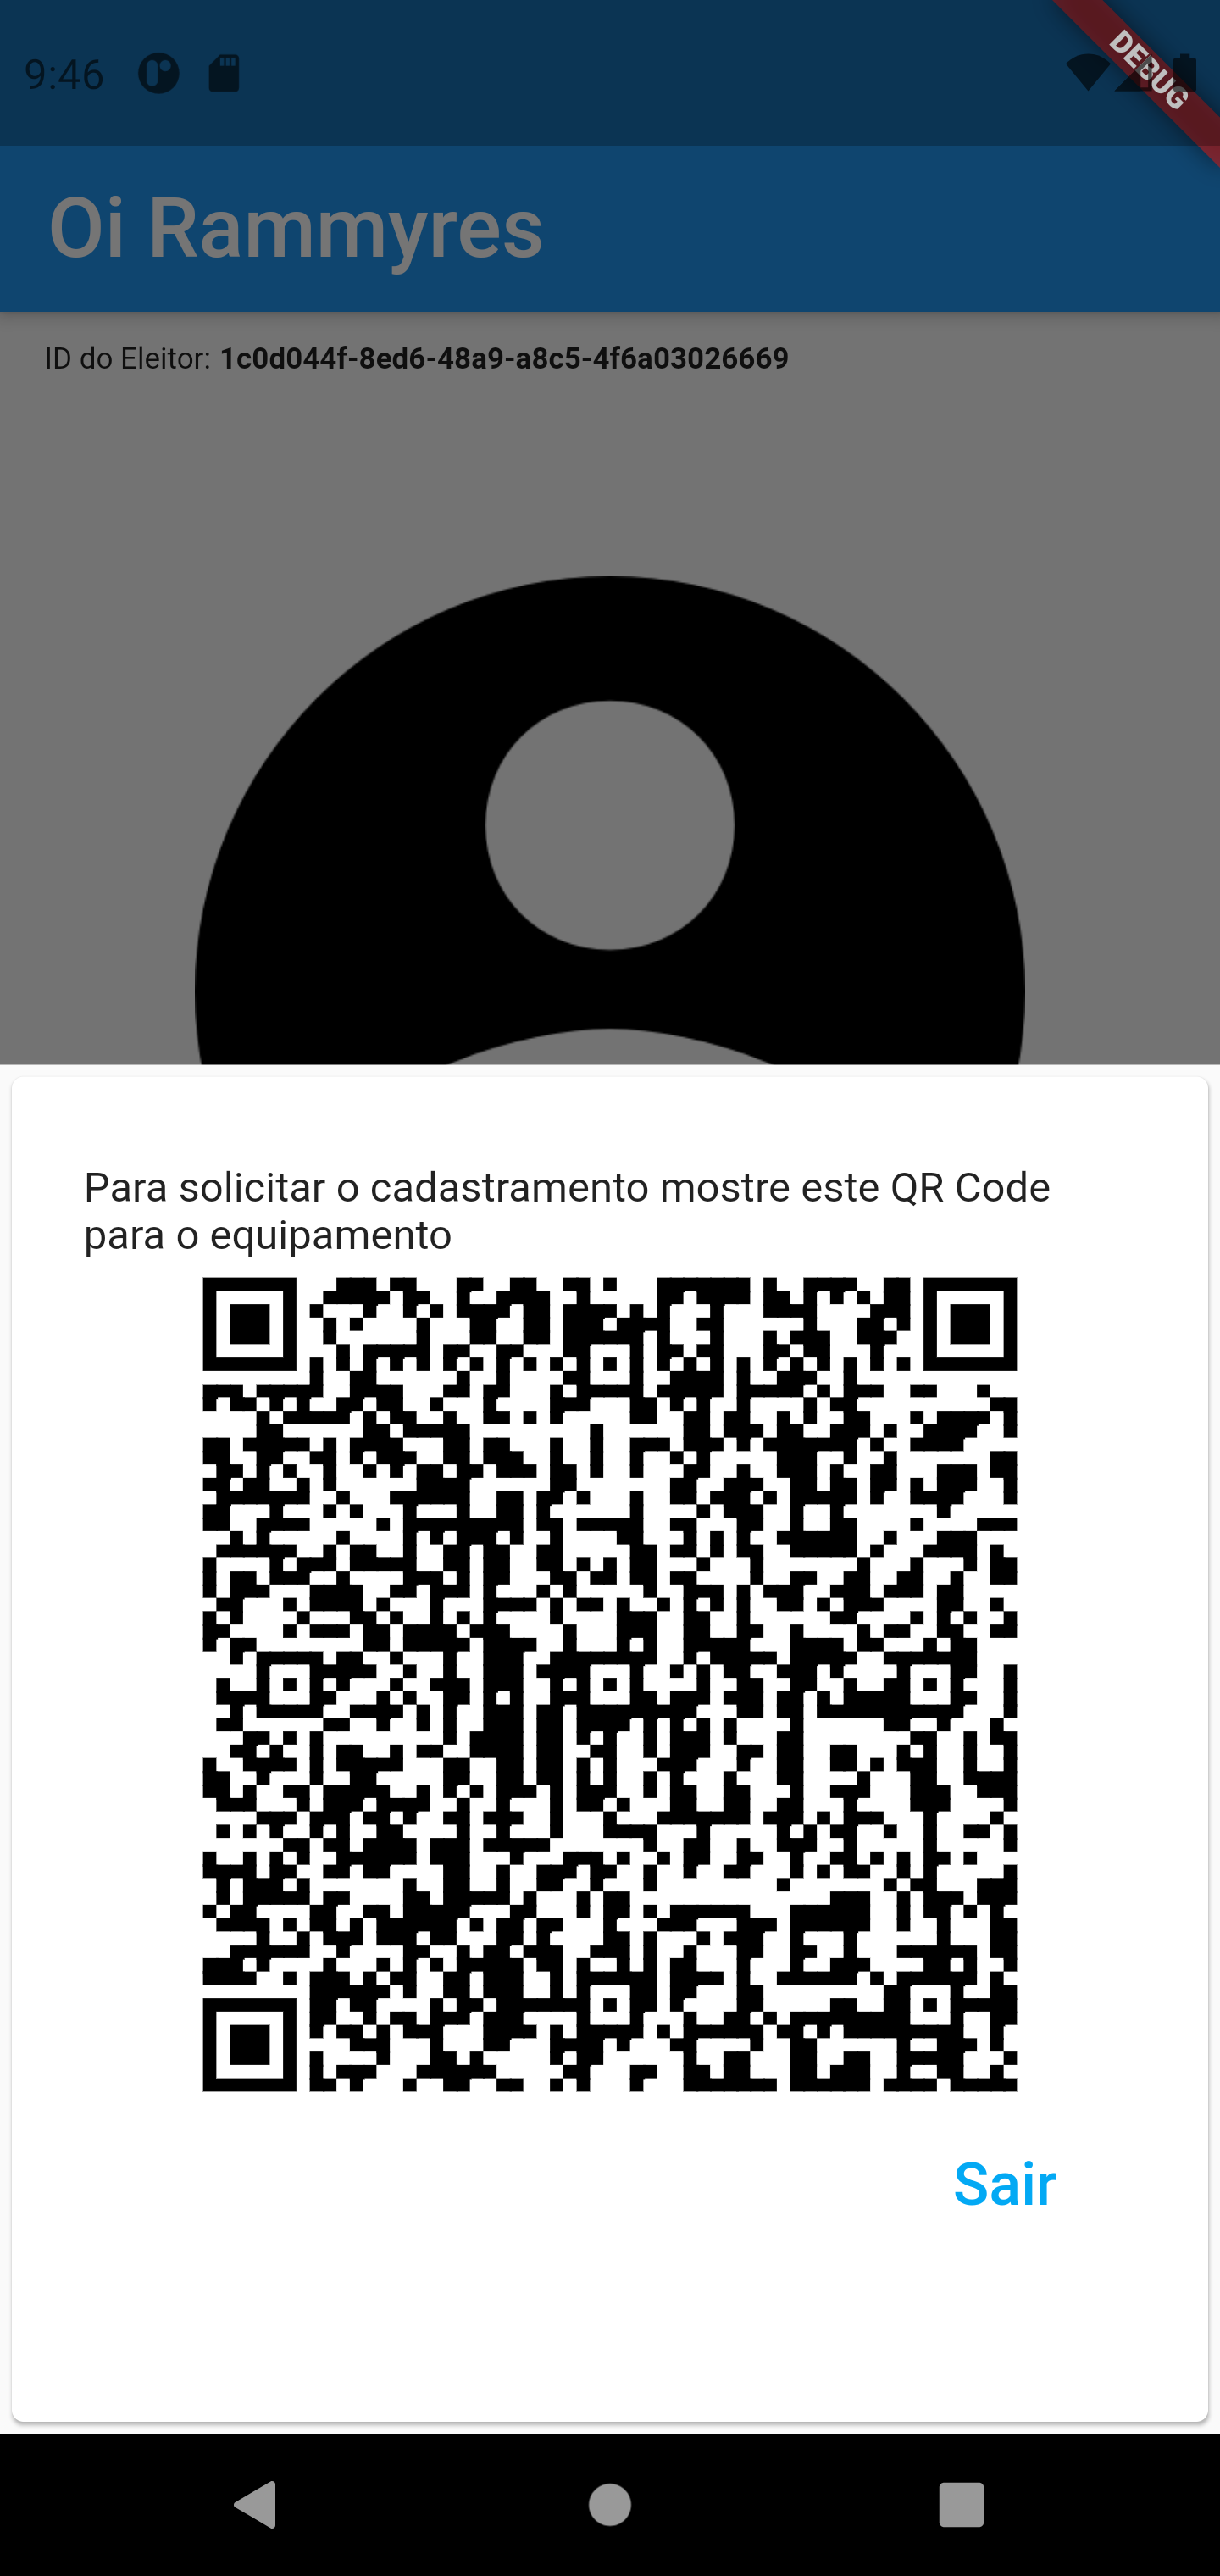 9:46
DEBUG
Oi Rammyres
ID do Eleitor: 1c0d044f-8ed6-48a9-a8c5-4f6a03026669
Para solicitar o cadastramento mostre este QR Code
para o equipamento
Sair